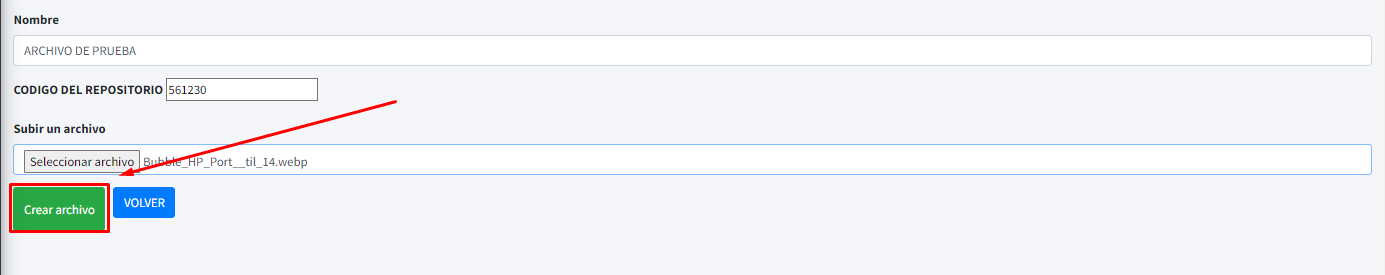 Nombre
ARCHIVO DE PRUEBA
CODIGO DEL REPOSITORIO 561230
Subir un archivo
Seleccionar archivo Bubble_HP_Port__til_14.webp
Crear archivo VOLVER